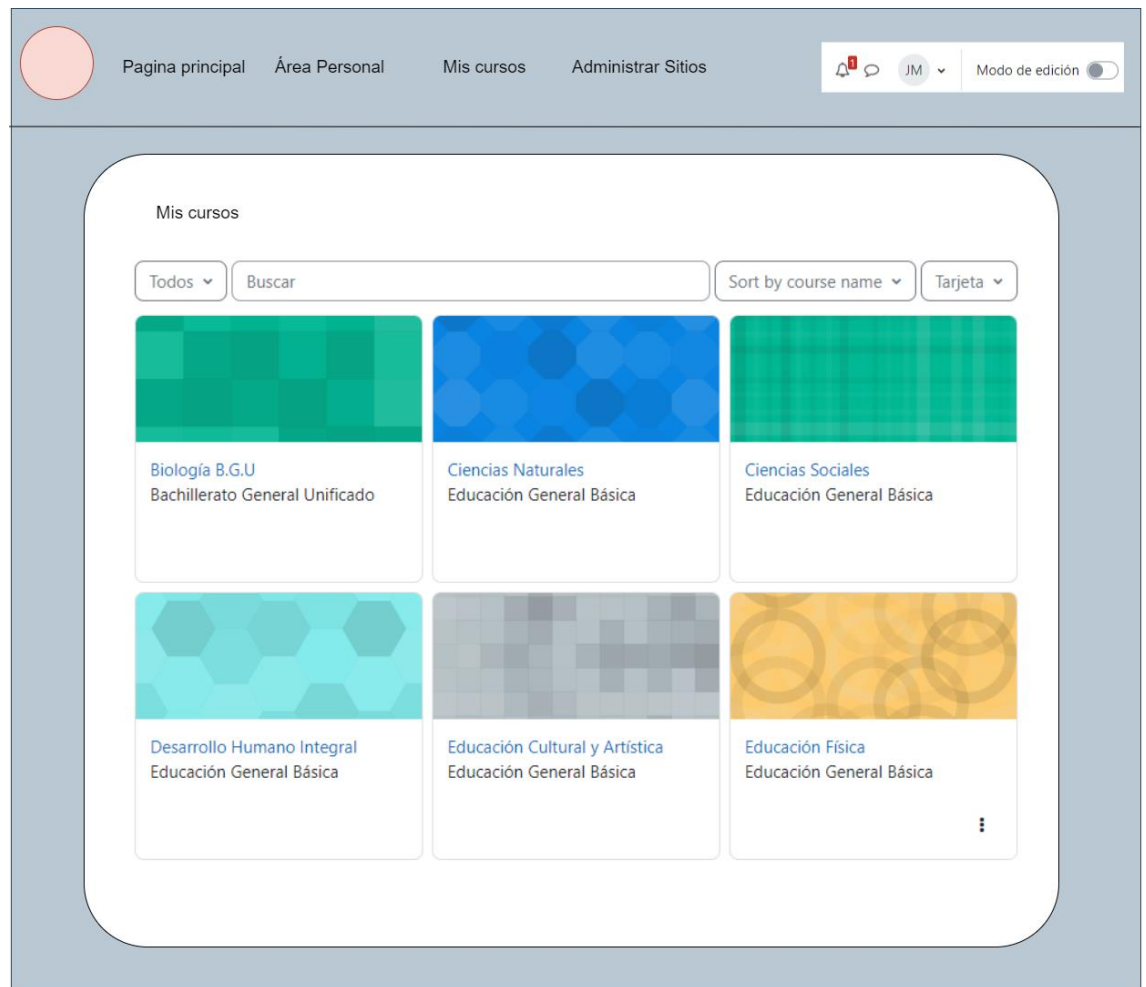 Pagina principal Área Personal Mis cursos Administrar Sitios 1 JM Modo de edición
Mis cursos
Todos Buscar Sort by course name Tarjeta
Biología B.G.U
Bachillerato General Unificado
Ciencias Naturales
Educación General Básica
Ciencias Sociales
Educación General Básica
Desarrollo Humano Integral
Educación General Básica
Educación Cultural y Artística
Educación General Básica
Educación Física
Educación General Básica